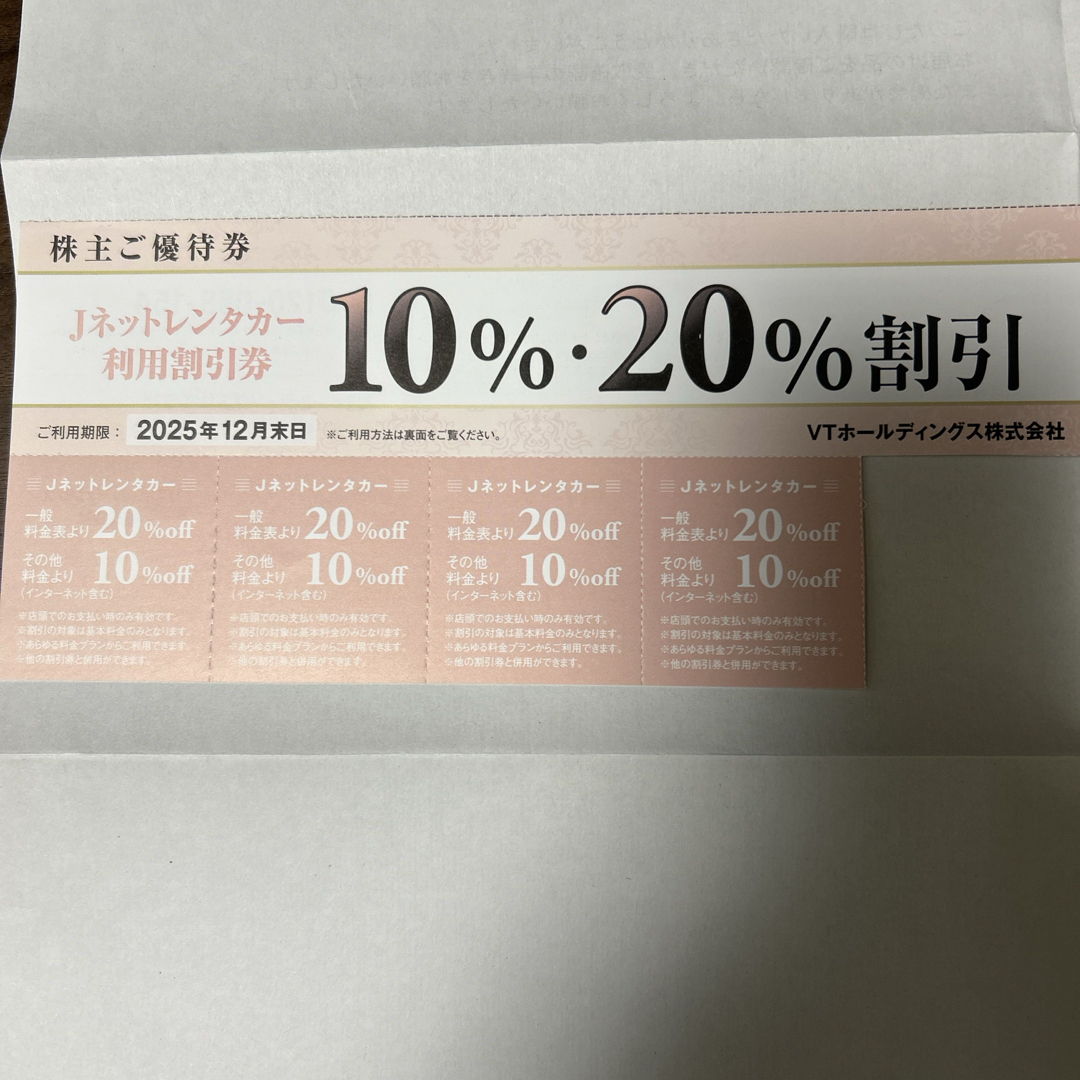 株主ご優待券
Jネットレンタカー
利用割引券
10%・20%割引
ご利用期限： 2025年12月末日 ※ご利用方法は裏面をご覧ください。
VTホールディングス株式会社
Jネットレンタカー
一般
料金表より 20%off
その他
料金より 10%off
(インターネット含む)
※店頭でのお支払い時のみ有効です。
※割引の対象は基本料金のみとなります。
※あらゆる料金プランからご利用できます。
※他の割引券と併用ができます。
Jネットレンタカー
一般
料金表より 20%off
その他
料金より 10%off
(インターネット含む)
※店頭でのお支払い時のみ有効です。
※割引の対象は基本料金のみとなります。
※あらゆる料金プランからご利用できます。
※他の割引券と併用ができます。
Jネットレンタカー
一般
料金表より 20%off
その他
料金より 10%off
(インターネット含む)
※店頭でのお支払い時のみ有効です。
※割引の対象は基本料金のみとなります。
※あらゆる料金プランからご利用できます。
※他の割引券と併用ができます。
Jネットレンタカー
一般
料金表より 20%off
その他
料金より 10%off
(インターネット含む)
※店頭でのお支払い時のみ有効です。
※割引の対象は基本料金のみとなります。
※あらゆる料金プランからご利用できます。
※他の割引券と併用ができます。